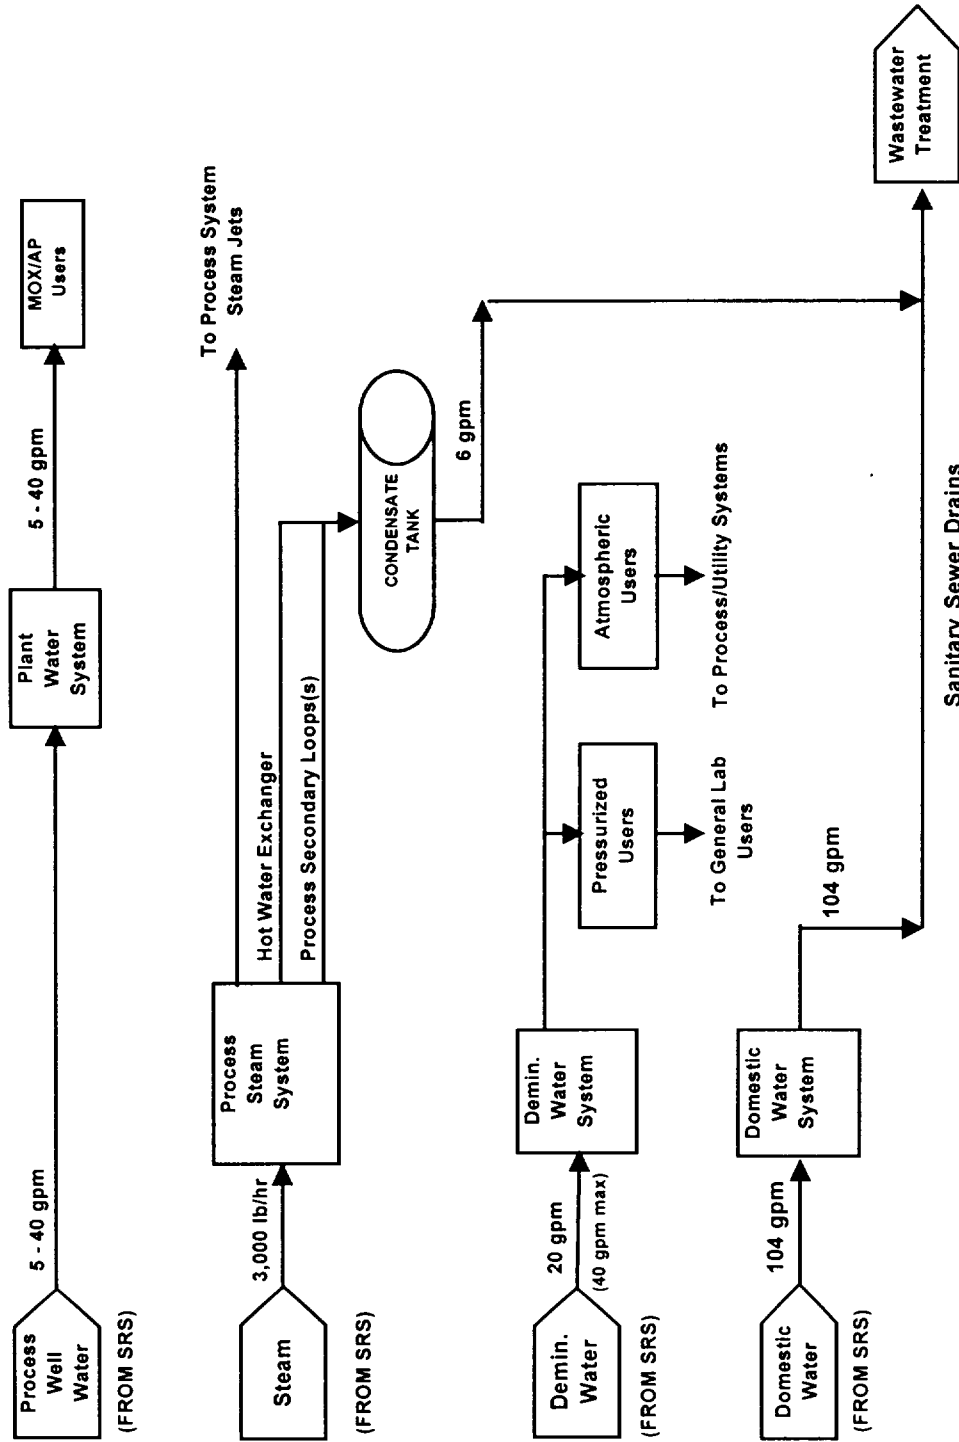 Process
Well
Water
(FROM SRS)
5 - 40 gpm
Plant
Water
System
5 - 40 gpm
MOX/AP
Users
Steam
(FROM SRS)
3,000 lb/hr
Process
Steam
System
To Process System
Steam Jets
Hot Water Exchanger
Process Secondary Loops(s)
CONDENSATE
TANK
6 gpm
Demin.
Water
(FROM SRS)
20 gpm
(40 gpm max)
Demin.
Water
System
Pressurized
Users
To General Lab
Users
Atmospheric
Users
To Process/Utility Systems
Domestic
Water
(FROM SRS)
104 gpm
Domestic
Water
System
104 gpm
Sanitary Sewer Drains
Wastewater
Treatment